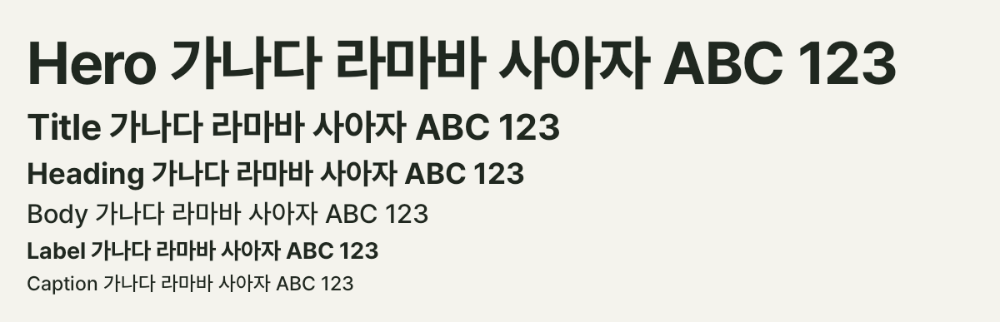 Hero 가나다 라마바 사아자 ABC 123
Title 가나다 라마바 사아자 ABC 123
Heading 가나다 라마바 사아자 ABC 123
Body 가나다 라마바 사아자 ABC 123
Label 가나다 라마바 사아자 ABC 123
Caption 가나다 라마바 사아자 ABC 123